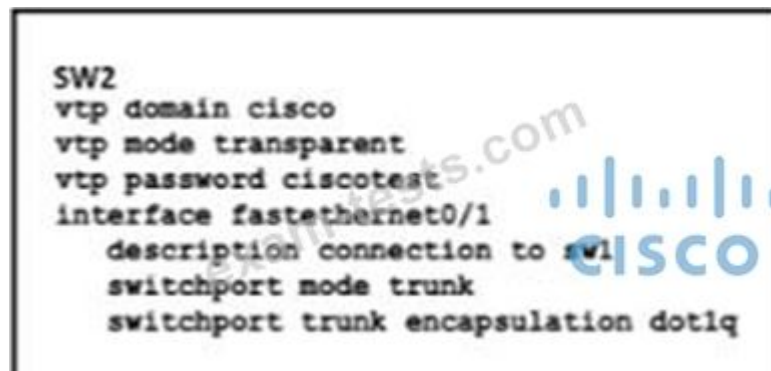 SW2
vtp domain cisco
vtp mode transparent
vtp password ciscotest
interface fastethernet0/1
description connection to sw1
switchport mode trunk
switchport trunk encapsulation dot1q
CISCO